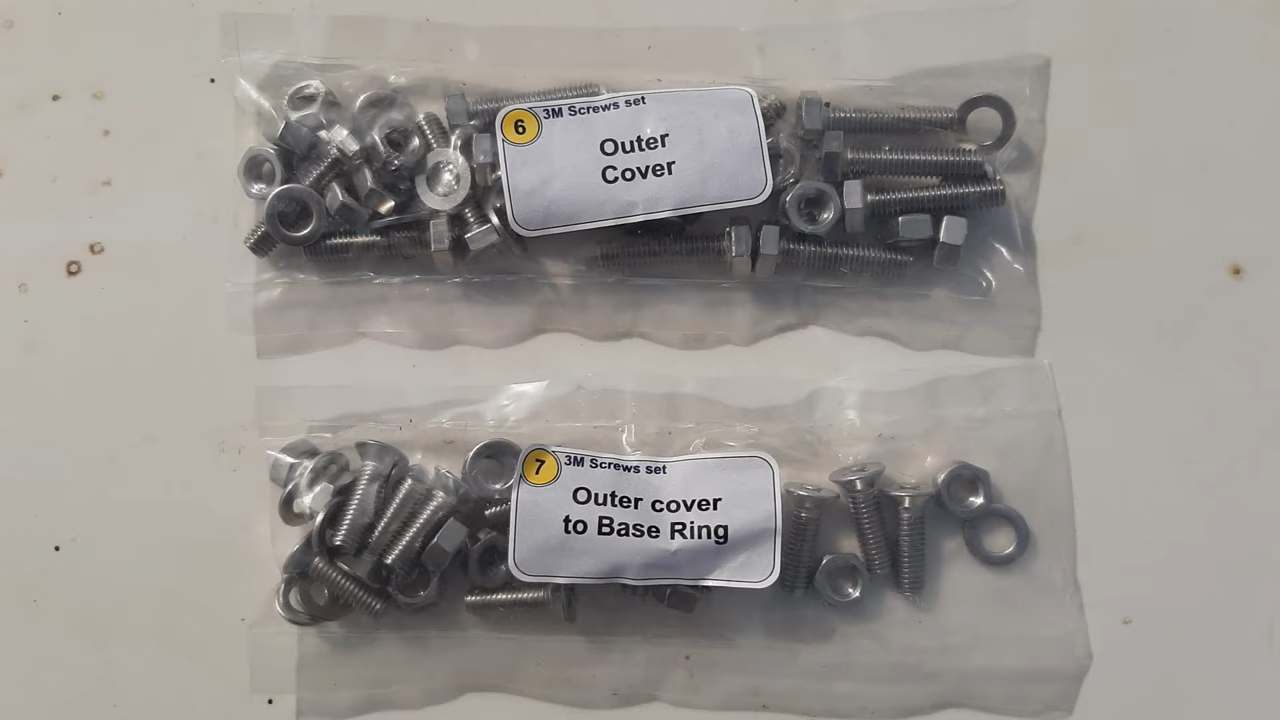 6 3M Screws set
Outer
Cover
7 3M Screws set
Outer cover
to Base Ring